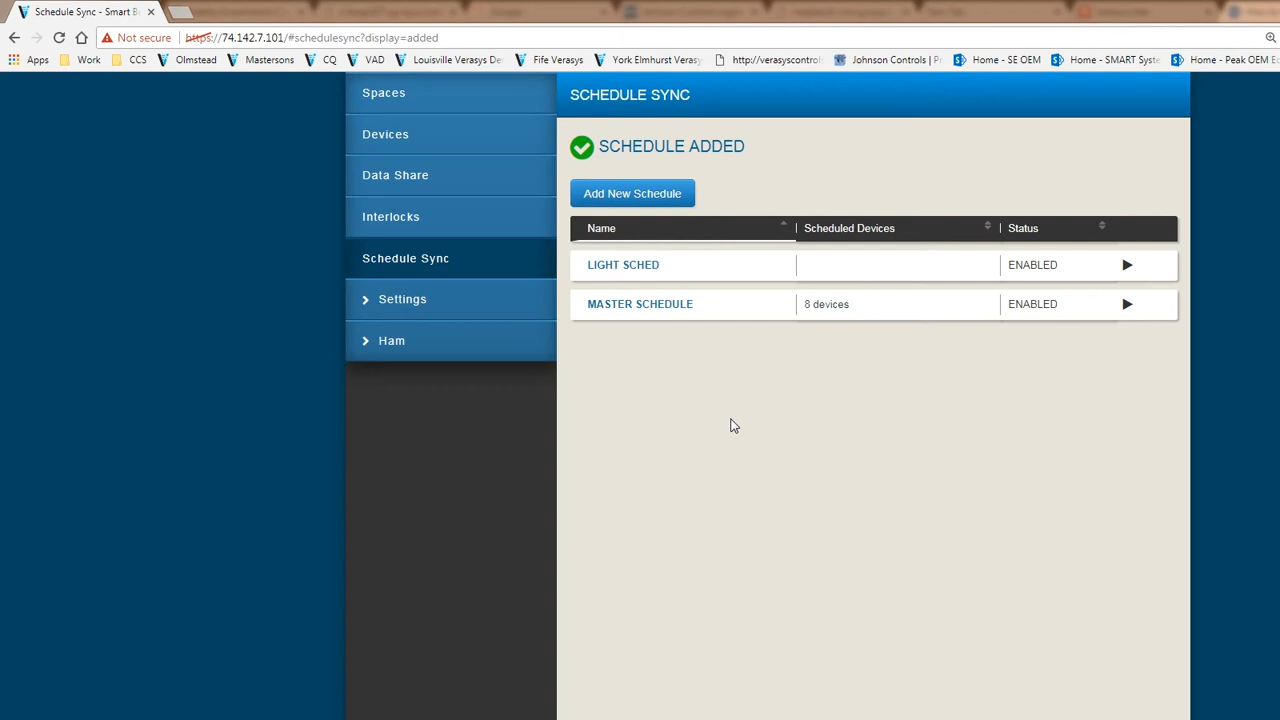 Schedule Sync - Smart B
Not secure https://74.142.7.101/#schedulesync?display=added
Apps Work CCS Olmstead Mastersons CQ VAD Louisville Verasys De Fife Verasys York Elmhurst Verasy http://verasyscontrol Johnson Controls | P Home - SE OEM Home - SMART Syste Home - Peak OEM Ec
Spaces
Devices
Data Share
Interlocks
Schedule Sync
Settings
Ham
SCHEDULE SYNC
SCHEDULE ADDED
Add New Schedule
Name Scheduled Devices Status
LIGHT SCHED ENABLED
MASTER SCHEDULE 8 devices ENABLED